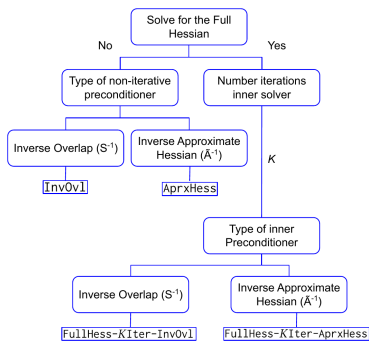 Solve for the Full
Hessian
No
Yes
Type of non-iterative
preconditioner
Number iterations
inner solver
Inverse Overlap (S⁻¹)
Inverse Approximate
Hessian (Ã⁻¹)
InvOvl
AprxHess
K
Type of inner
Preconditioner
Inverse Overlap (S⁻¹)
Inverse Approximate
Hessian (Ã⁻¹)
FullHess-KIter-InvOvl
FullHess-KIter-AprxHess